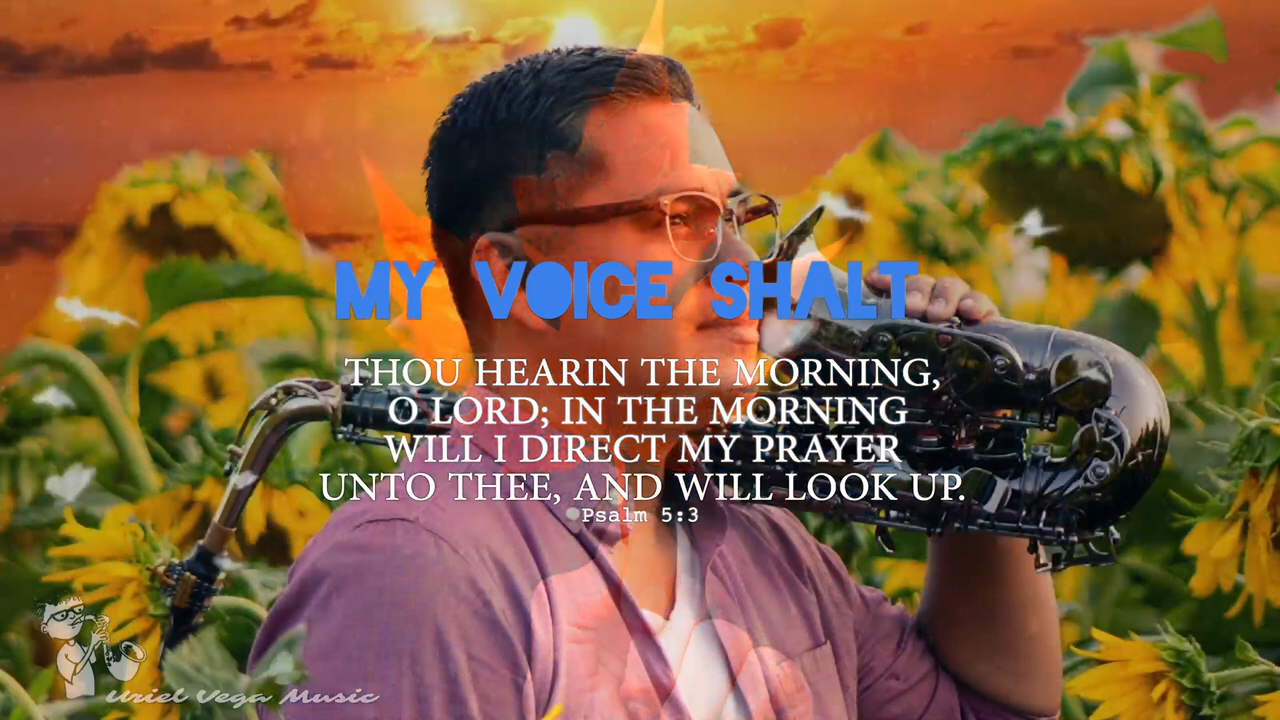 MY VOICE SHALT
THOU HEARIN THE MORNING,
O LORD; IN THE MORNING
WILL I DIRECT MY PRAYER
UNTO THEE, AND WILL LOOK UP.
Psalm 5:3
Uriel Vega Music